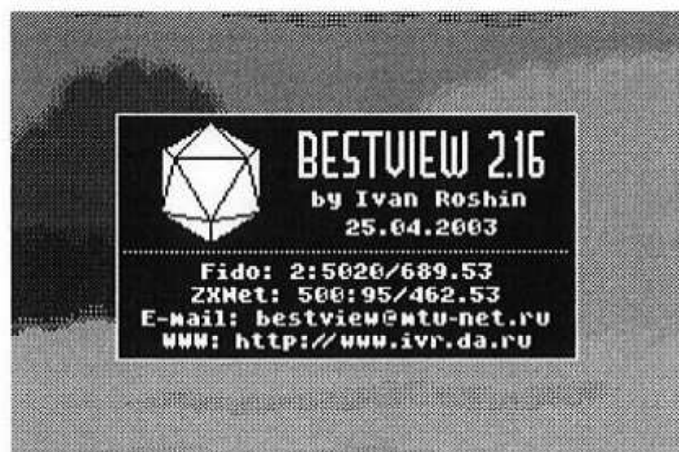 BESTVIEW 2.16
by Ivan Roshin
25.04.2003
Fido: 2:5020/689.53
ZXNet: 500:95/462.53
E-mail: bestview@mtu-net.ru
WWW: http://www.ivr.da.ru